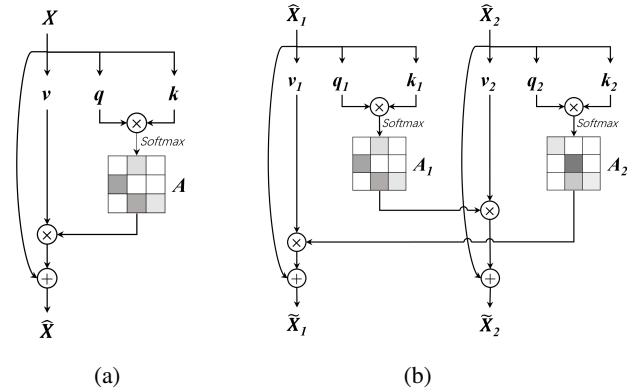 X
v q k
Softmax
A
X̂
(a)
X̂₁ X̂₂
v₁ q₁ k₁ v₂ q₂ k₂
Softmax Softmax
A₁ A₂
X̃₁ X̃₂
(b)